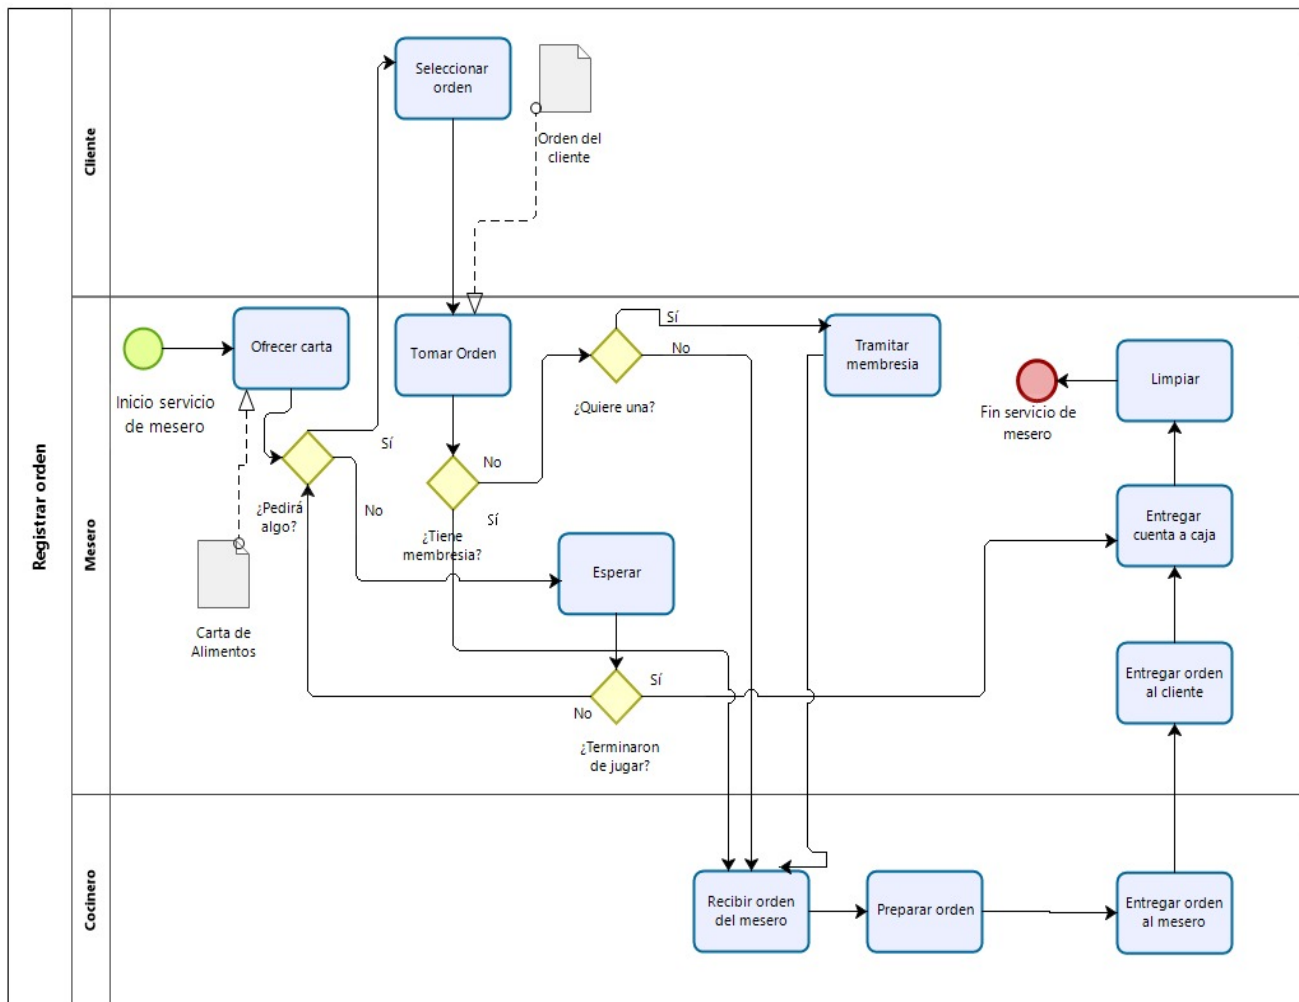 Registrar orden
Cliente
Seleccionar
orden
Orden del
cliente
Mesero
Inicio servicio
de mesero
Ofrecer carta
Carta de
Alimentos
¿Pedirá
algo?
Sí
No
Tomar Orden
¿Tiene
membresia?
No
Sí
¿Quiere una?
Sí
No
Tramitar
membresia
Esperar
¿Terminaron
de jugar?
Sí
No
Fin servicio de
mesero
Limpiar
Entregar
cuenta a caja
Entregar orden
al cliente
Cocinero
Recibir orden
del mesero
Preparar orden
Entregar orden
al mesero